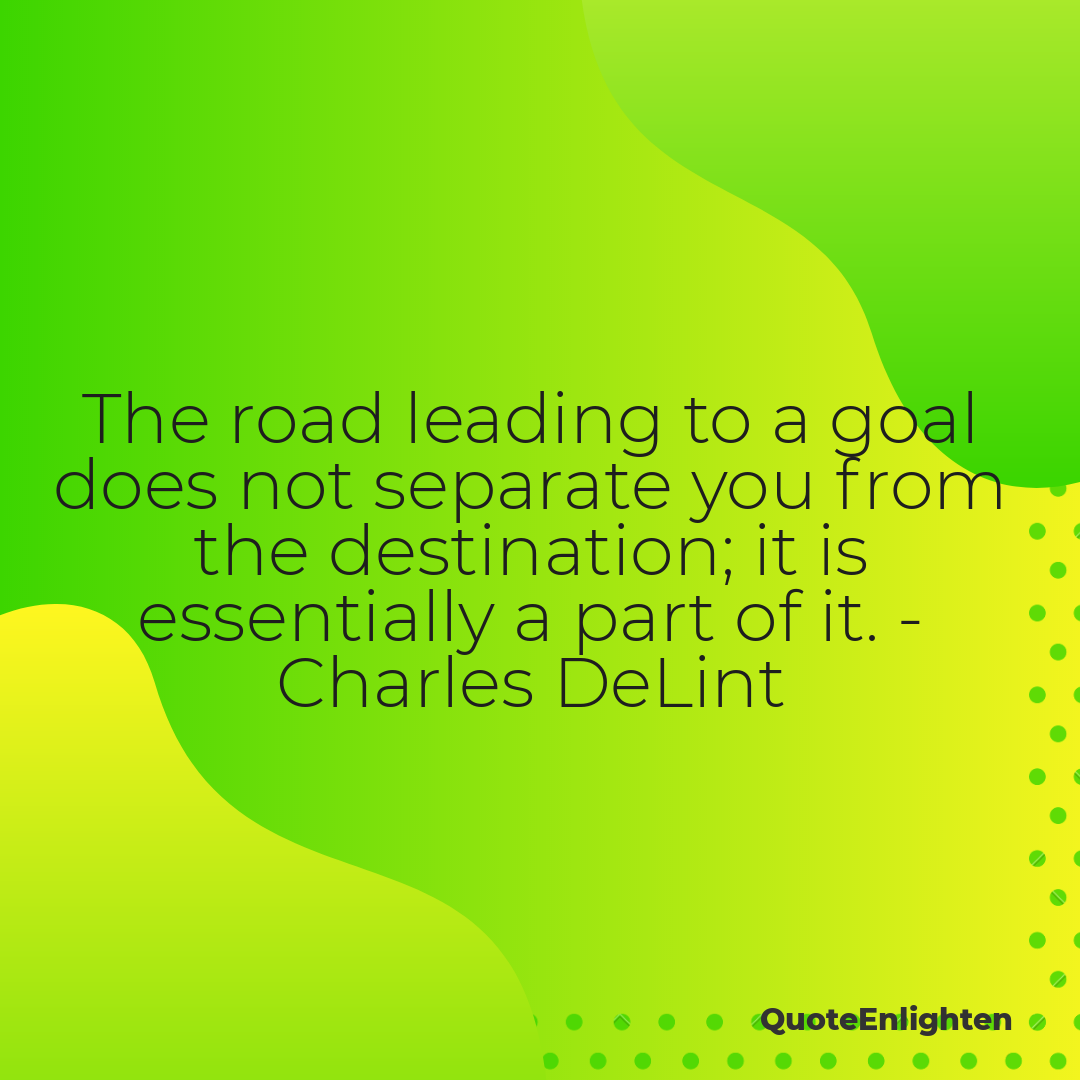 The road leading to a goal
does not separate you from
the destination; it is
essentially a part of it. -
Charles DeLint
QuoteEnlighten